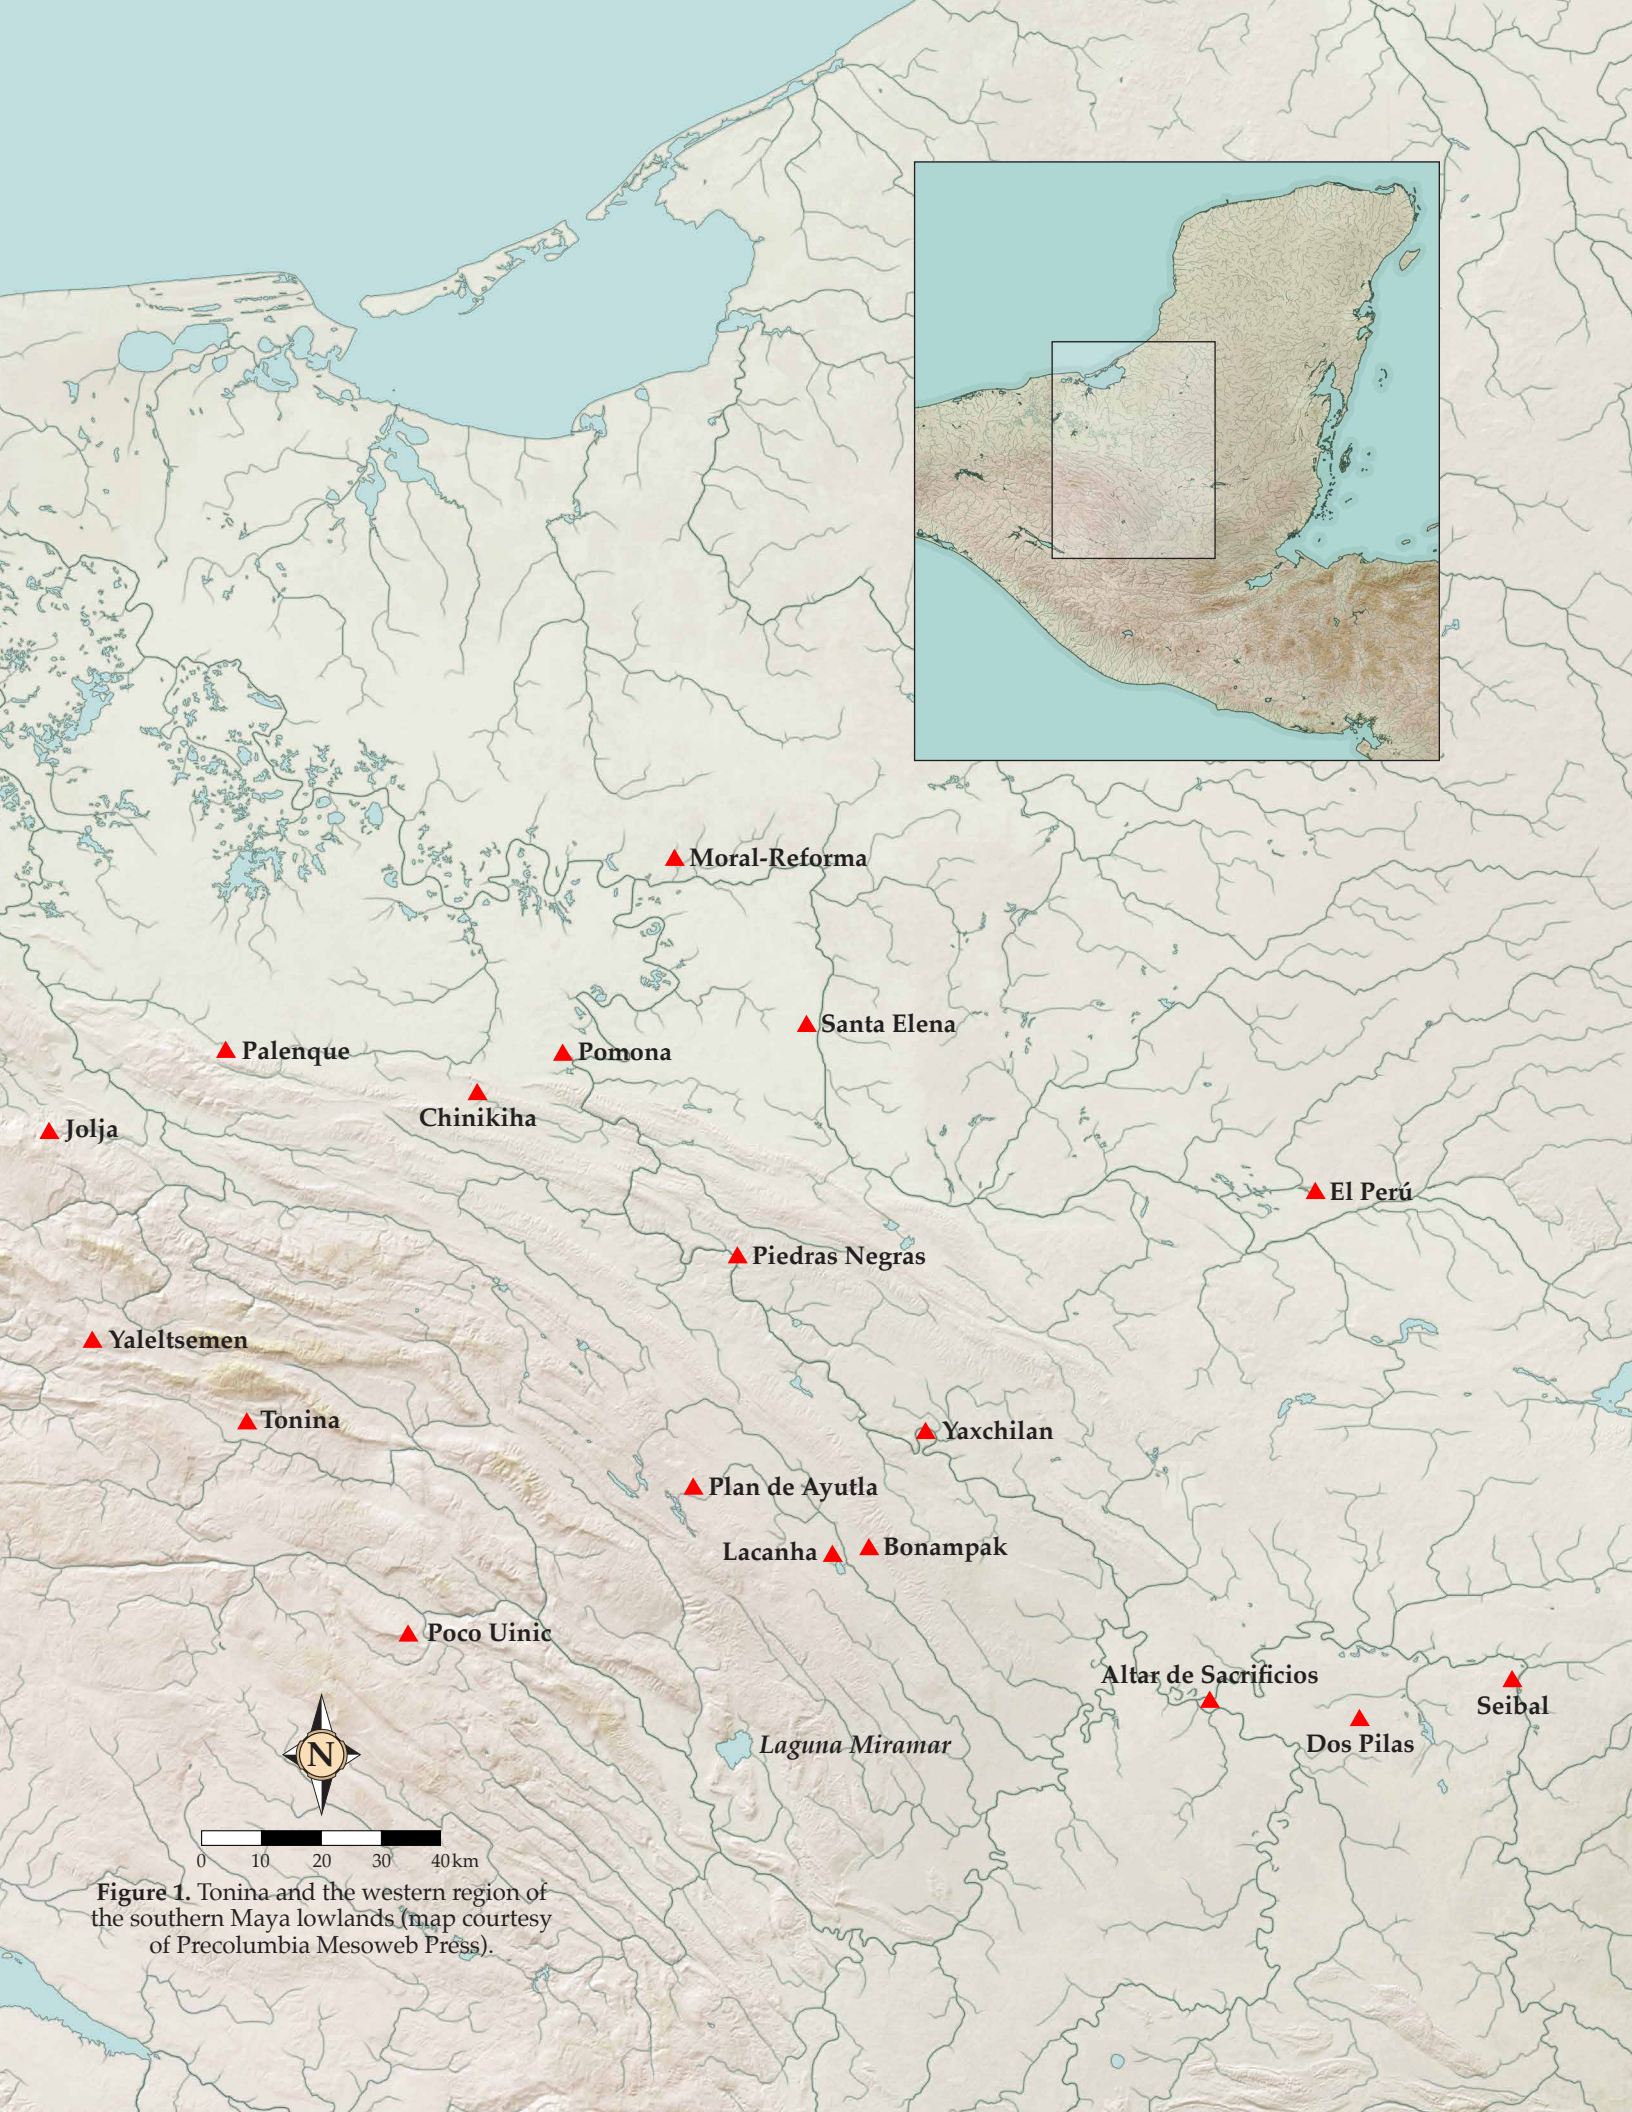 Moral-Reforma
Santa Elena
Palenque
Pomona
Chinikiha
Jolja
El Perú
Piedras Negras
Yaleltsemen
Tonina
Yaxchilan
Plan de Ayutla
Lacanha
Bonampak
Poco Uinic
Altar de Sacrificios
Seibal
Dos Pilas
Laguna Miramar
N
0 10 20 30 40 km
Figure 1. Tonina and the western region of
the southern Maya lowlands (map courtesy
of Precolumbia Mesoweb Press).